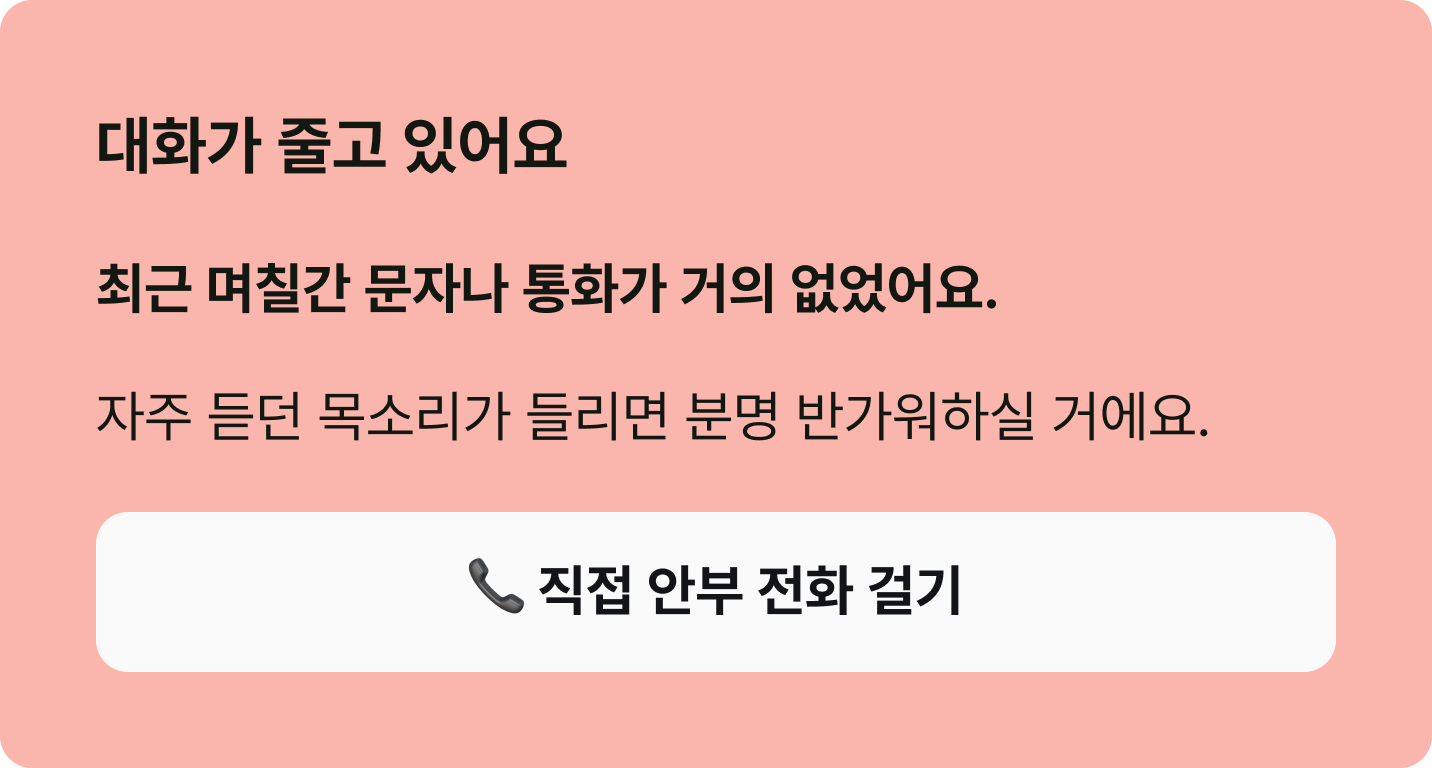 대화가 줄고 있어요
최근 며칠간 문자나 통화가 거의 없었어요.
자주 듣던 목소리가 들리면 분명 반가워하실 거에요.
📞 직접 안부 전화 걸기